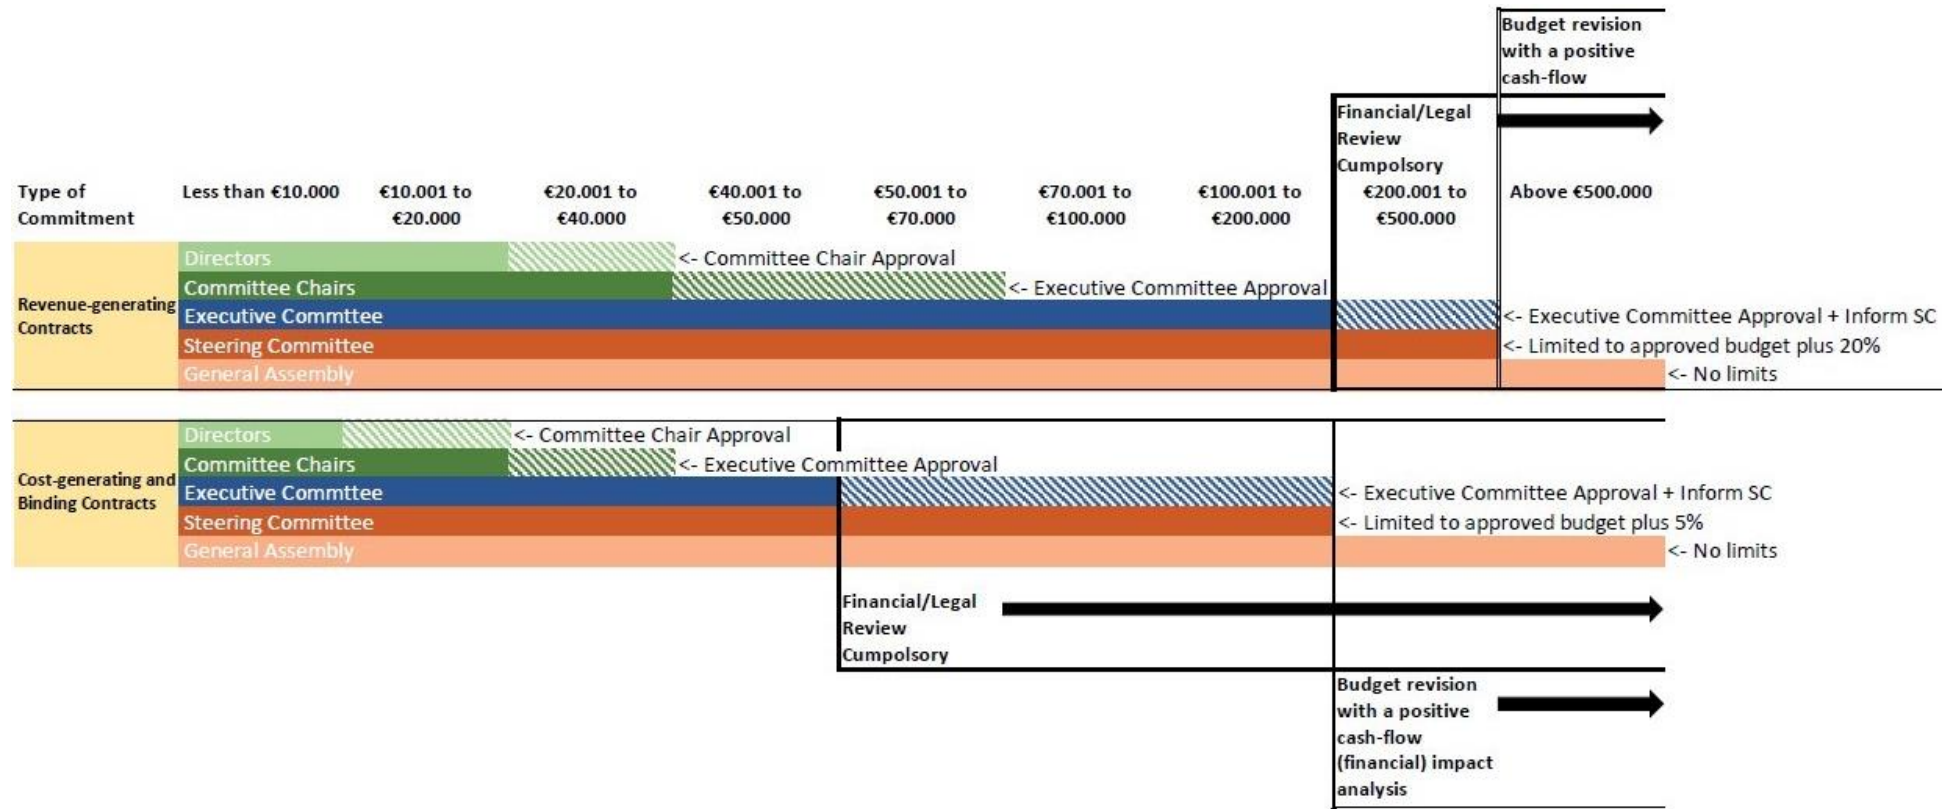 Budget revision
with a positive
cash-flow
Financial/Legal
Review
Cumpolsory
Type of
Commitment
Less than €10.000
€10.001 to
€20.000
€20.001 to
€40.000
€40.001 to
€50.000
€50.001 to
€70.000
€70.001 to
€100.000
€100.001 to
€200.000
€200.001 to
€500.000
Above €500.000
Revenue-generating
Contracts
Directors
<- Committee Chair Approval
Committee Chairs
<- Executive Committee Approval
Executive Commttee
<- Executive Committee Approval + Inform SC
Steering Committee
<- Limited to approved budget plus 20%
General Assembly
<- No limits
Cost-generating and
Binding Contracts
Directors
<- Committee Chair Approval
Committee Chairs
<- Executive Committee Approval
Executive Commttee
<- Executive Committee Approval + Inform SC
Steering Committee
<- Limited to approved budget plus 5%
General Assembly
<- No limits
Financial/Legal
Review
Cumpolsory
Budget revision
with a positive
cash-flow
(financial) impact
analysis